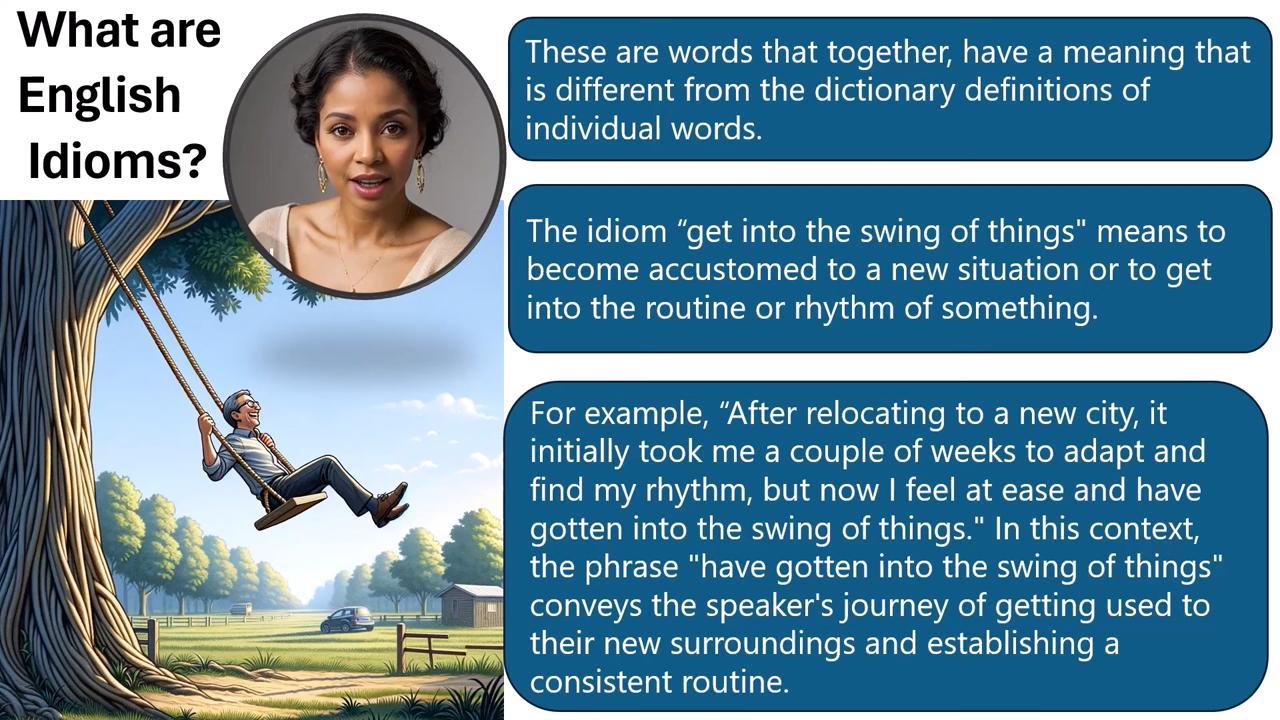 What are
English
Idioms?
These are words that together, have a meaning that
is different from the dictionary definitions of
individual words.
The idiom “get into the swing of things" means to
become accustomed to a new situation or to get
into the routine or rhythm of something.
For example, “After relocating to a new city, it
initially took me a couple of weeks to adapt and
find my rhythm, but now I feel at ease and have
gotten into the swing of things." In this context,
the phrase "have gotten into the swing of things"
conveys the speaker's journey of getting used to
their new surroundings and establishing a
consistent routine.